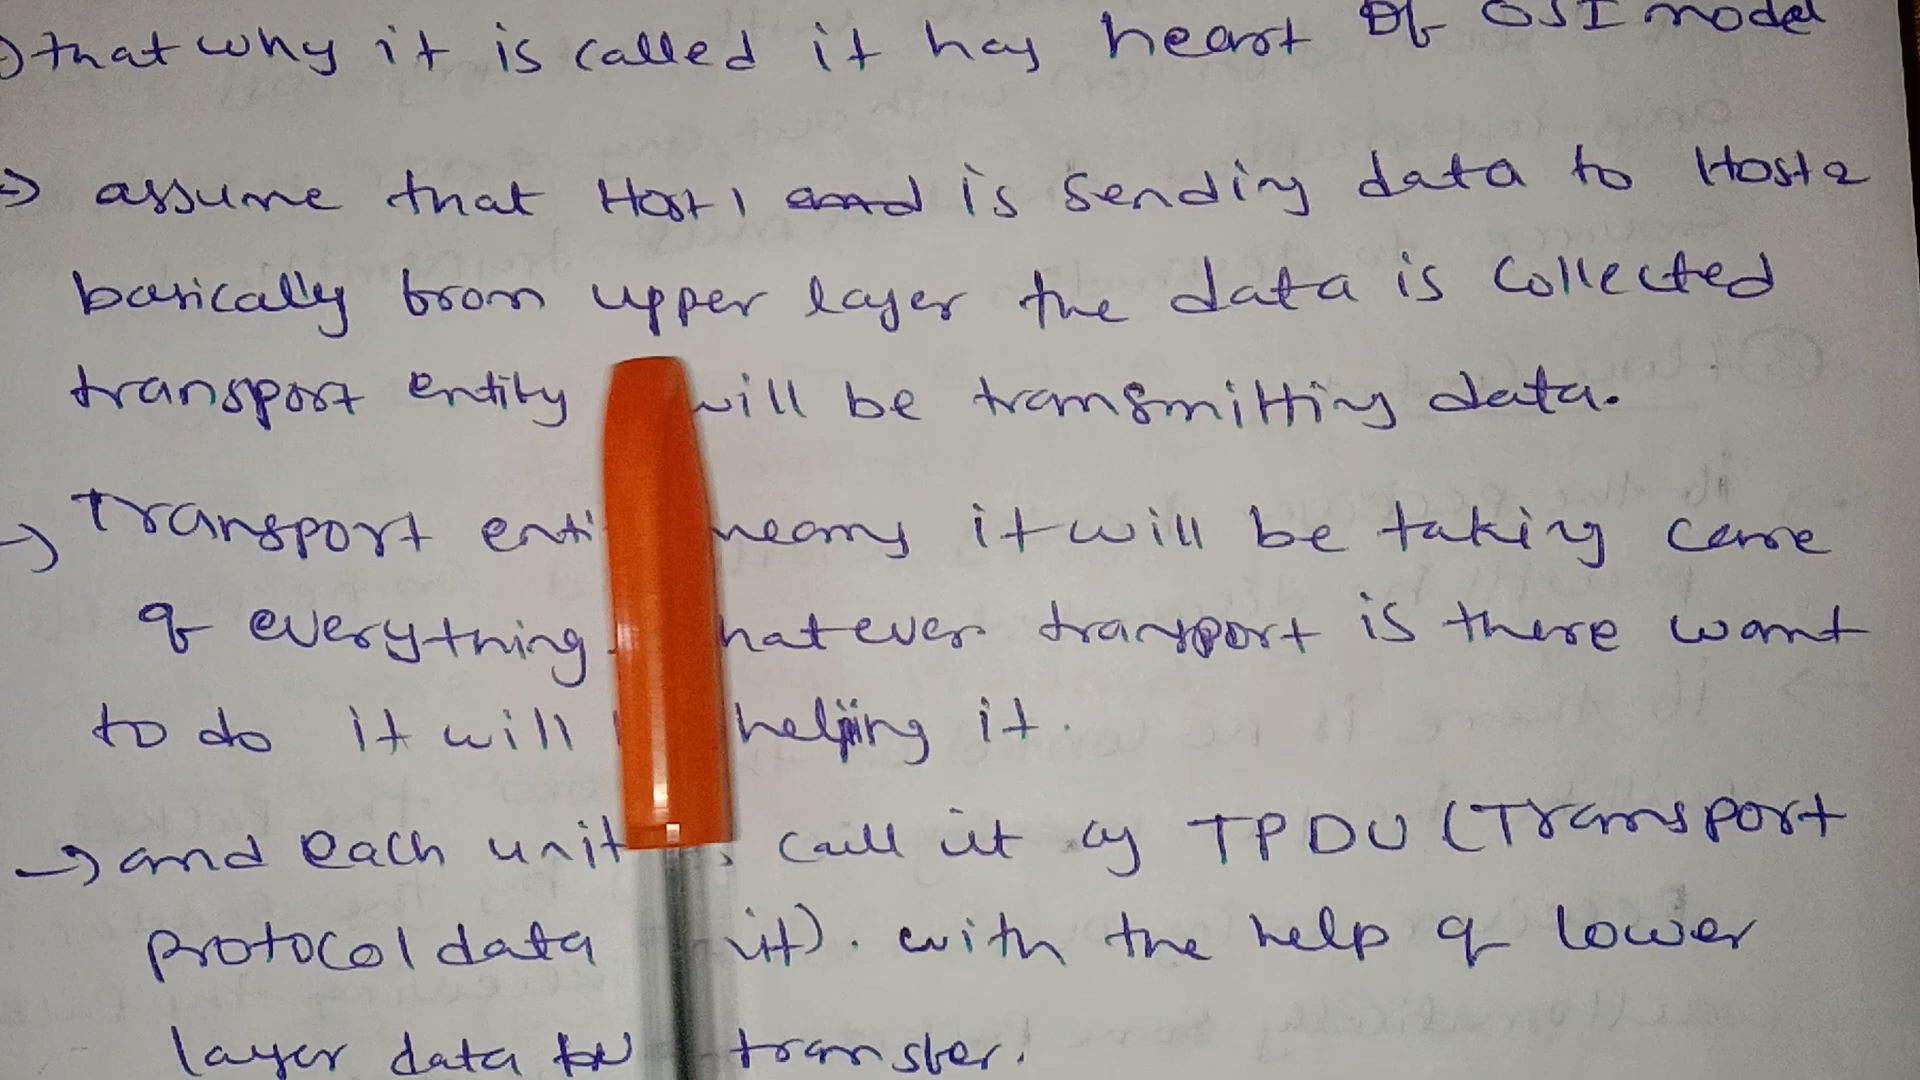 that why it is called it has heart of OSI model
→ assume that Host 1 and is sending data to Host 2
basically from upper layer the data is collected
transport entity will be transmitting data.
→ Transport enti means it will be taking care
of everything hatever transport is there want
to do it will helping it.
→ and each unit call it as TPDU (Transport
protocol data it). with the help of lower
layer data transfer.